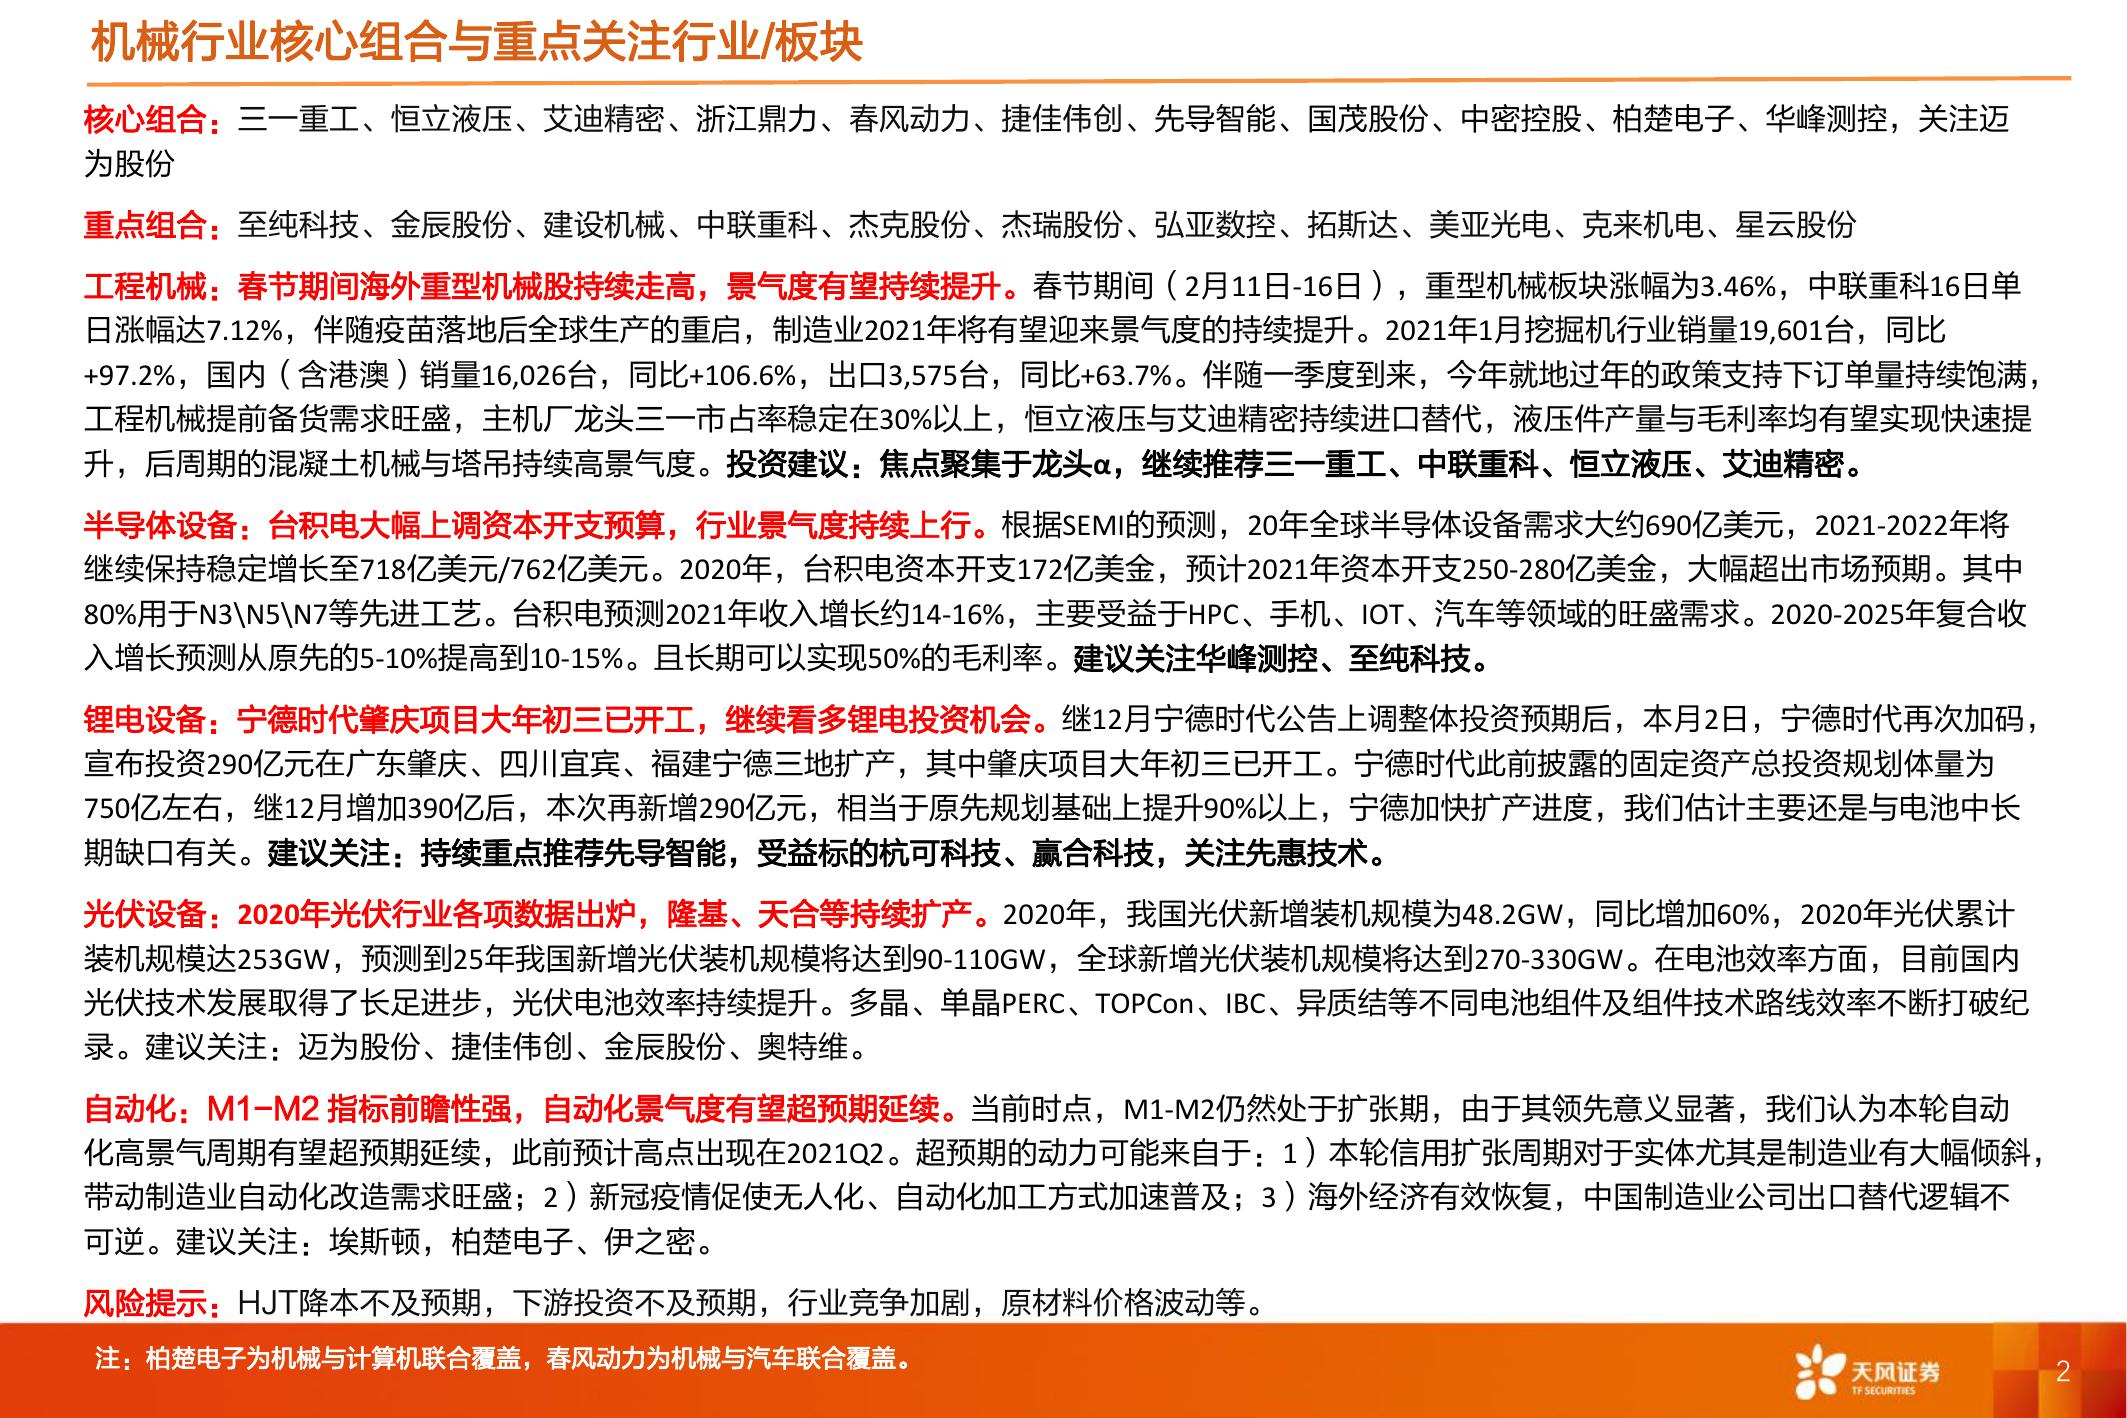 机械行业核心组合与重点关注行业/板块
核心组合：三一重工、恒立液压、艾迪精密、浙江鼎力、春风动力、捷佳伟创、先导智能、国茂股份、中密控股、柏楚电子、华峰测控，关注迈
为股份
重点组合：至纯科技、金辰股份、建设机械、中联重科、杰克股份、杰瑞股份、弘亚数控、拓斯达、美亚光电、克来机电、星云股份
工程机械：春节期间海外重型机械股持续走高，景气度有望持续提升。春节期间（2月11日-16日），重型机械板块涨幅为3.46%，中联重科16日单
日涨幅达7.12%，伴随疫苗落地后全球生产的重启，制造业2021年将有望迎来景气度的持续提升。2021年1月挖掘机行业销量19,601台，同比
+97.2%，国内（含港澳）销量16,026台，同比+106.6%，出口3,575台，同比+63.7%。伴随一季度到来，今年就地过年的政策支持下订单量持续饱满，
工程机械提前备货需求旺盛，主机厂龙头三一市占率稳定在30%以上，恒立液压与艾迪精密持续进口替代，液压件产量与毛利率均有望实现快速提
升，后周期的混凝土机械与塔吊持续高景气度。投资建议：焦点聚集于龙头α，继续推荐三一重工、中联重科、恒立液压、艾迪精密。
半导体设备：台积电大幅上调资本开支预算，行业景气度持续上行。根据SEMI的预测，20年全球半导体设备需求大约690亿美元，2021-2022年将
继续保持稳定增长至718亿美元/762亿美元。2020年，台积电资本开支172亿美金，预计2021年资本开支250-280亿美金，大幅超出市场预期。其中
80%用于N3\N5\N7等先进工艺。台积电预测2021年收入增长约14-16%，主要受益于HPC、手机、IOT、汽车等领域的旺盛需求。2020-2025年复合收
入增长预测从原先的5-10%提高到10-15%。且长期可以实现50%的毛利率。建议关注华峰测控、至纯科技。
锂电设备：宁德时代肇庆项目大年初三已开工，继续看多锂电投资机会。继12月宁德时代公告上调整体投资预期后，本月2日，宁德时代再次加码，
宣布投资290亿元在广东肇庆、四川宜宾、福建宁德三地扩产，其中肇庆项目大年初三已开工。宁德时代此前披露的固定资产总投资规划体量为
750亿左右，继12月增加390亿后，本次再新增290亿元，相当于原先规划基础上提升90%以上，宁德加快扩产进度，我们估计主要还是与电池中长
期缺口有关。建议关注：持续重点推荐先导智能，受益标的杭可科技、赢合科技，关注先惠技术。
光伏设备：2020年光伏行业各项数据出炉，隆基、天合等持续扩产。2020年，我国光伏新增装机规模为48.2GW，同比增加60%，2020年光伏累计
装机规模达253GW，预测到25年我国新增光伏装机规模将达到90-110GW，全球新增光伏装机规模将达到270-330GW。在电池效率方面，目前国内
光伏技术发展取得了长足进步，光伏电池效率持续提升。多晶、单晶PERC、TOPCon、IBC、异质结等不同电池组件及组件技术路线效率不断打破纪
录。建议关注：迈为股份、捷佳伟创、金辰股份、奥特维。
自动化：M1-M2 指标前瞻性强，自动化景气度有望超预期延续。当前时点，M1-M2仍然处于扩张期，由于其领先意义显著，我们认为本轮自动
化高景气周期有望超预期延续，此前预计高点出现在2021Q2。超预期的动力可能来自于：1）本轮信用扩张周期对于实体尤其是制造业有大幅倾斜，
带动制造业自动化改造需求旺盛；2）新冠疫情促使无人化、自动化加工方式加速普及；3）海外经济有效恢复，中国制造业公司出口替代逻辑不
可逆。建议关注：埃斯顿，柏楚电子、伊之密。
风险提示：HJT降本不及预期，下游投资不及预期，行业竞争加剧，原材料价格波动等。
注：柏楚电子为机械与计算机联合覆盖，春风动力为机械与汽车联合覆盖。
天风证券
TF SECURITIES
2